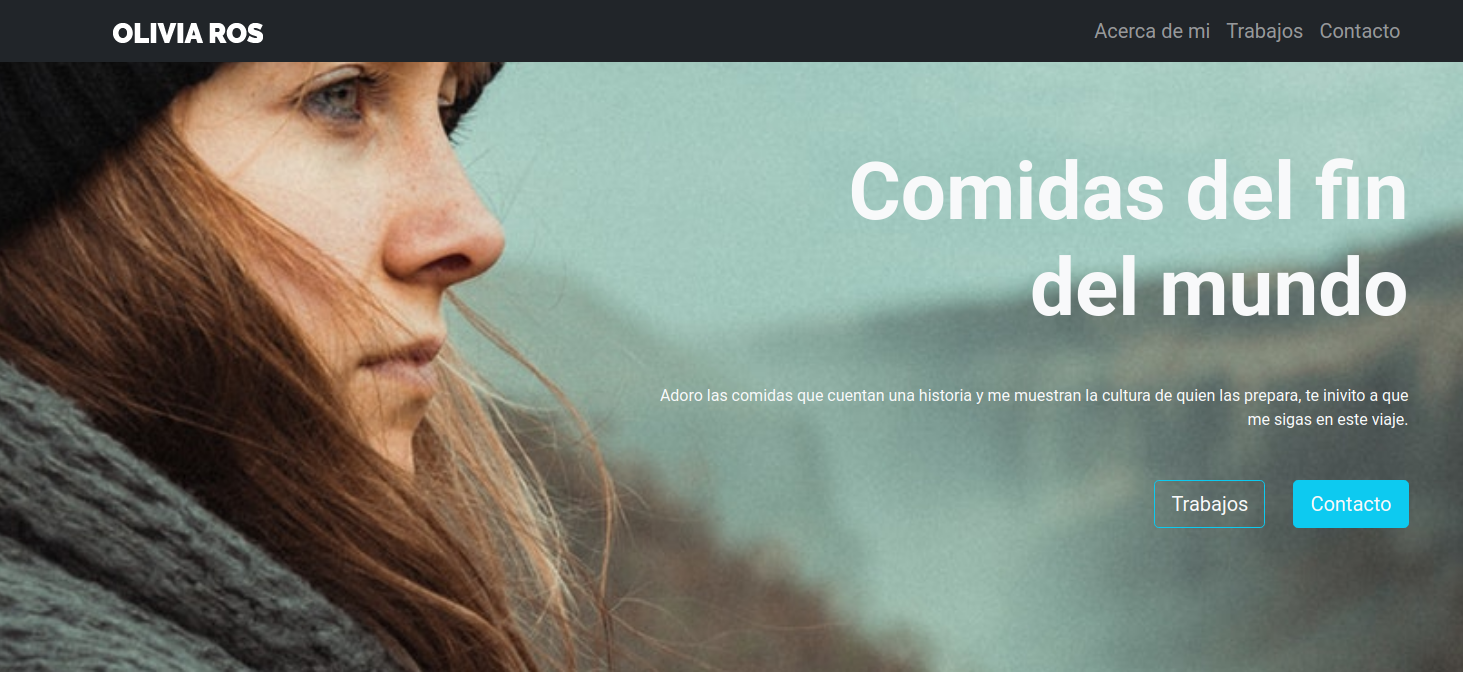 OLIVIA ROS
Acerca de mi Trabajos Contacto
Comidas del fin
del mundo
Adoro las comidas que cuentan una historia y me muestran la cultura de quien las prepara, te inivito a que
me sigas en este viaje.
Trabajos Contacto